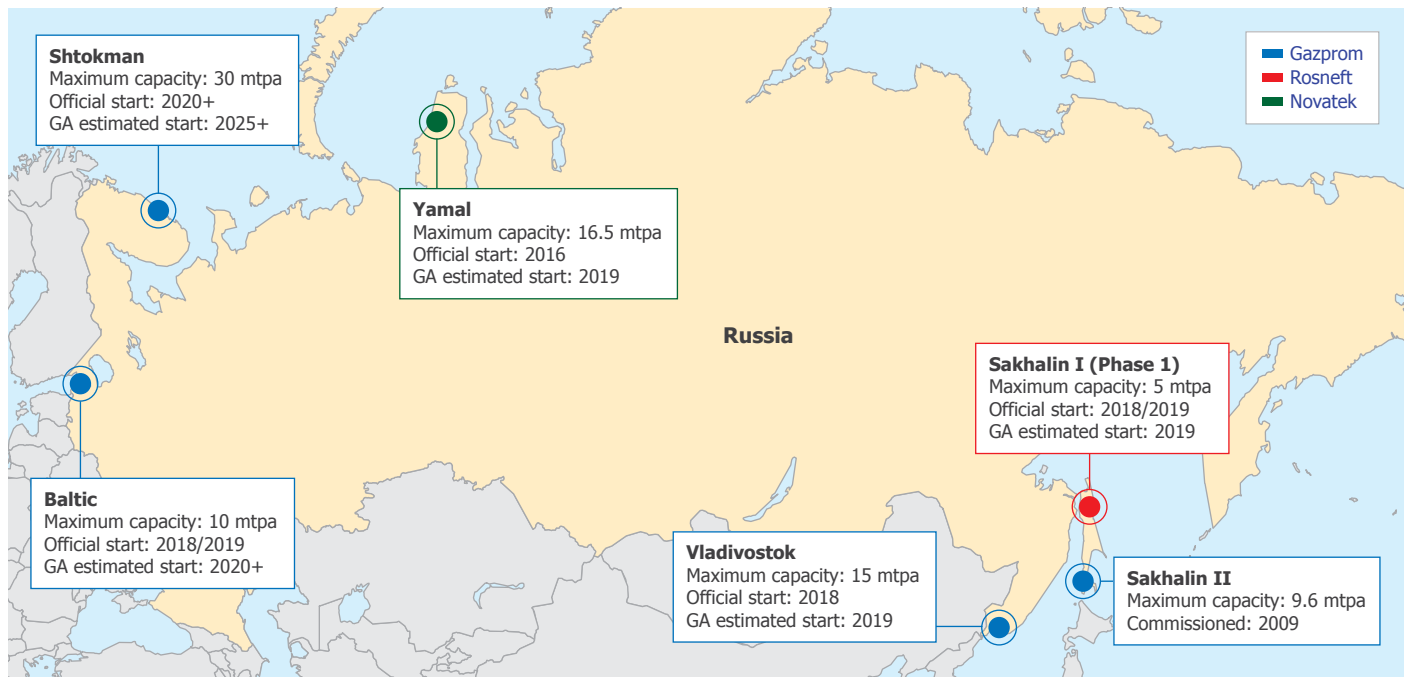 Shtokman
Maximum capacity: 30 mtpa
Official start: 2020+
GA estimated start: 2025+
Gazprom
Rosneft
Novatek
Yamal
Maximum capacity: 16.5 mtpa
Official start: 2016
GA estimated start: 2019
Russia
Sakhalin I (Phase 1)
Maximum capacity: 5 mtpa
Official start: 2018/2019
GA estimated start: 2019
Baltic
Maximum capacity: 10 mtpa
Official start: 2018/2019
GA estimated start: 2020+
Vladivostok
Maximum capacity: 15 mtpa
Official start: 2018
GA estimated start: 2019
Sakhalin II
Maximum capacity: 9.6 mtpa
Commissioned: 2009